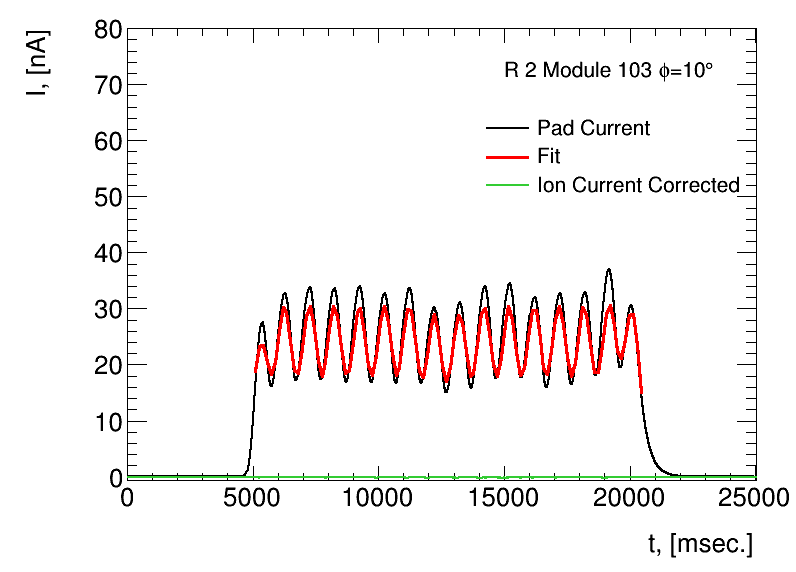 I, [nA]
80
70
60
50
40
30
20
10
0
R 2 Module 103 ϕ=10°
Pad Current
Fit
Ion Current Corrected
0 5000 10000 15000 20000 25000
t, [msec.]